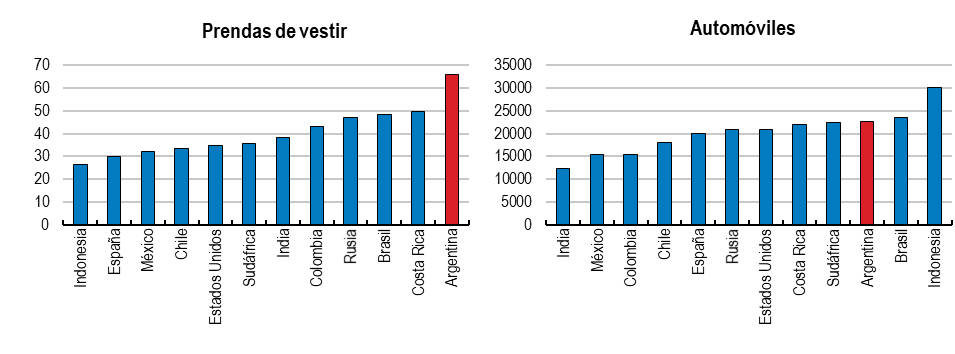 Prendas de vestir
70
60
50
40
30
20
10
0
Indonesia
España
México
Chile
Estados Unidos
Sudáfrica
India
Colombia
Rusia
Brasil
Costa Rica
Argentina
Automóviles
35000
30000
25000
20000
15000
10000
5000
0
India
México
Colombia
Chile
España
Rusia
Estados Unidos
Costa Rica
Sudáfrica
Argentina
Brasil
Indonesia